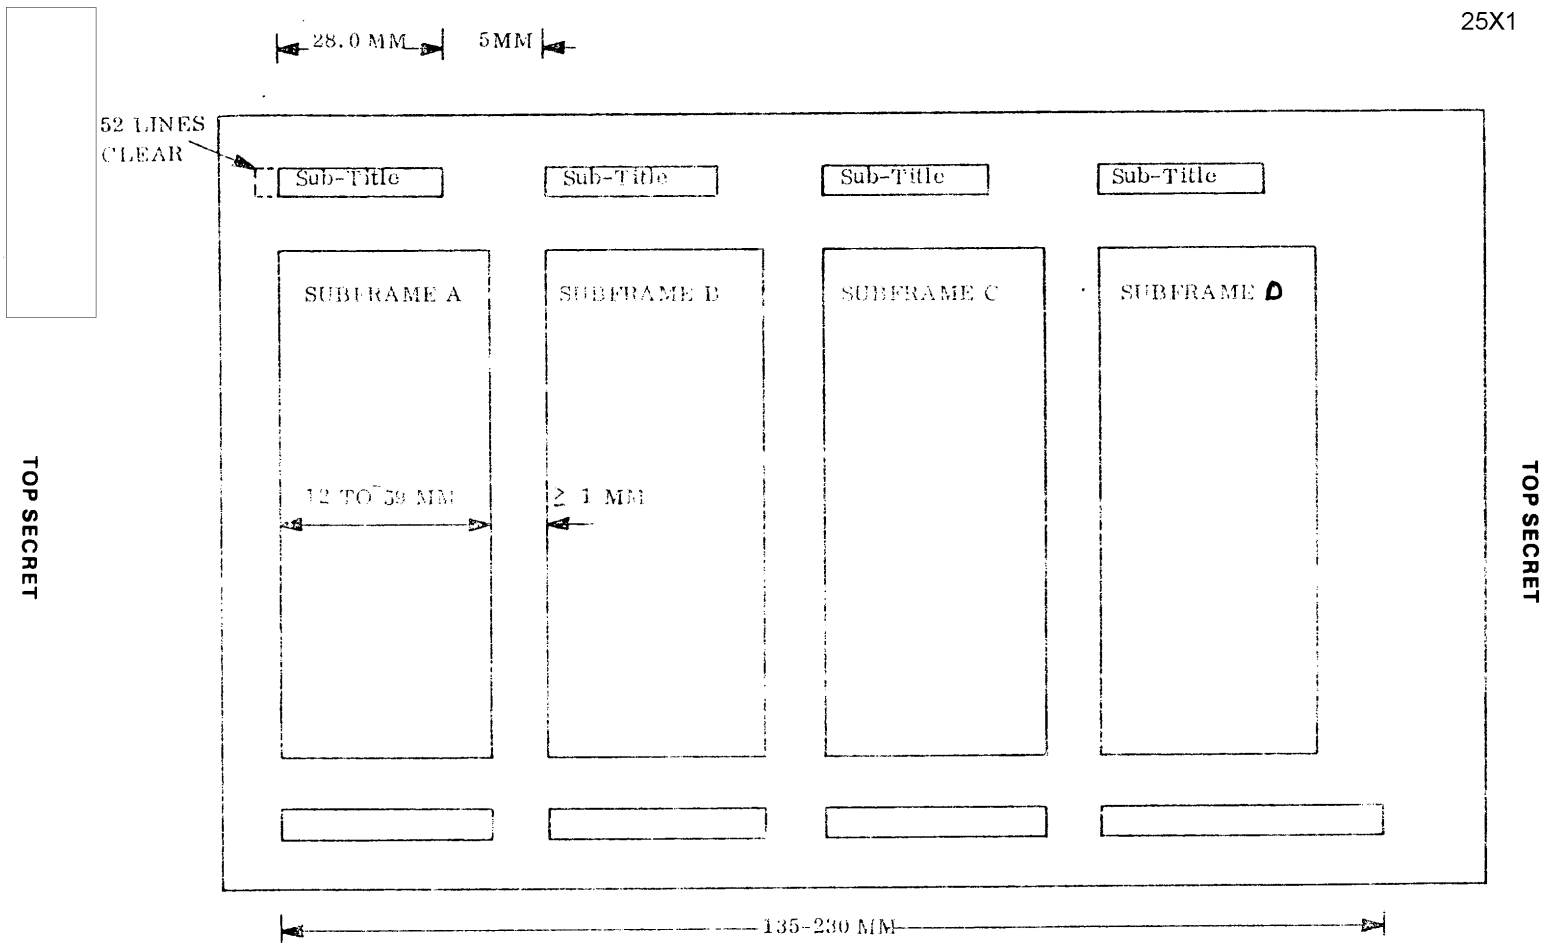 25X1
28.0 MM 5MM
52 LINES
CLEAR
Sub-Title Sub-Title Sub-Title Sub-Title
SUBFRAME A SUBFRAME B SUBFRAME C SUBFRAME D
12 TO 59 MM ≥ 1 MM
TOP SECRET
TOP SECRET
135-230 MM